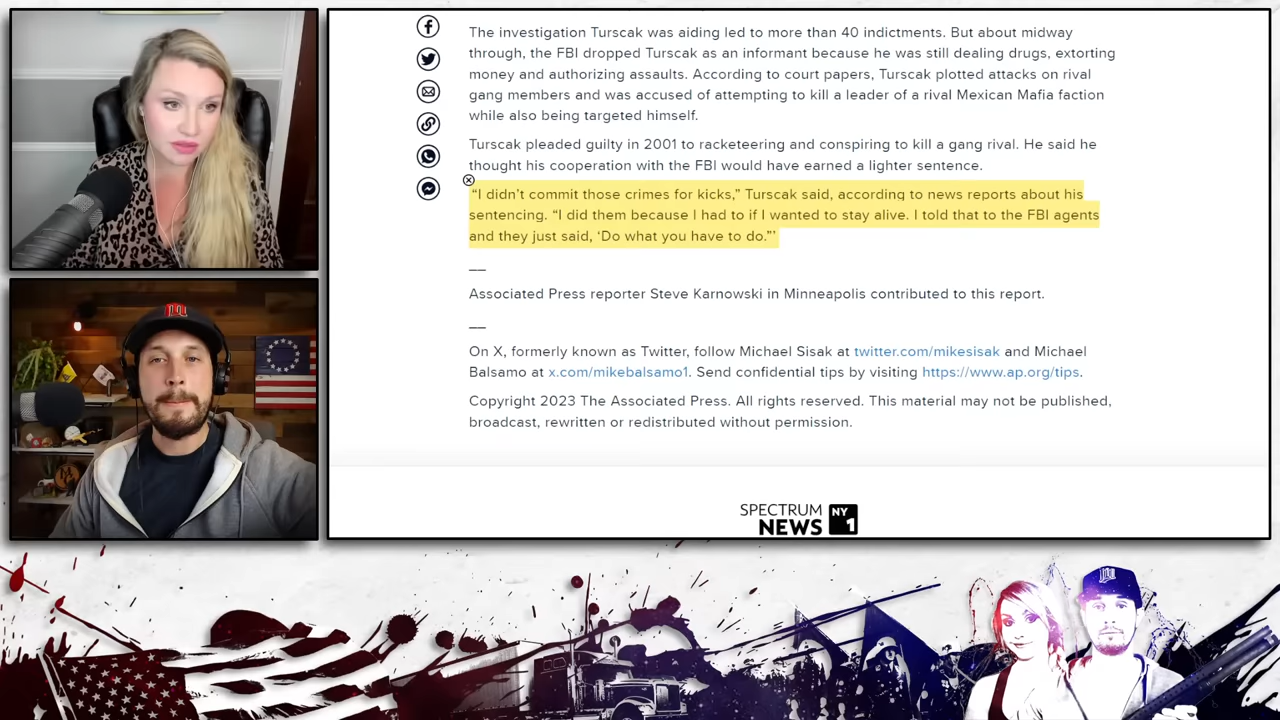 The investigation Turscak was aiding led to more than 40 indictments. But about midway
through, the FBI dropped Turscak as an informant because he was still dealing drugs, extorting
money and authorizing assaults. According to court papers, Turscak plotted attacks on rival
gang members and was accused of attempting to kill a leader of a rival Mexican Mafia faction
while also being targeted himself.
Turscak pleaded guilty in 2001 to racketeering and conspiring to kill a gang rival. He said he
thought his cooperation with the FBI would have earned a lighter sentence.
“I didn’t commit those crimes for kicks,” Turscak said, according to news reports about his
sentencing. “I did them because I had to if I wanted to stay alive. I told that to the FBI agents
and they just said, ‘Do what you have to do.”’
__
Associated Press reporter Steve Karnowski in Minneapolis contributed to this report.
__
On X, formerly known as Twitter, follow Michael Sisak at twitter.com/mikesisak and Michael
Balsamo at x.com/mikebalsamo1. Send confidential tips by visiting https://www.ap.org/tips.
Copyright 2023 The Associated Press. All rights reserved. This material may not be published,
broadcast, rewritten or redistributed without permission.
SPECTRUM
NEWS
NY
1